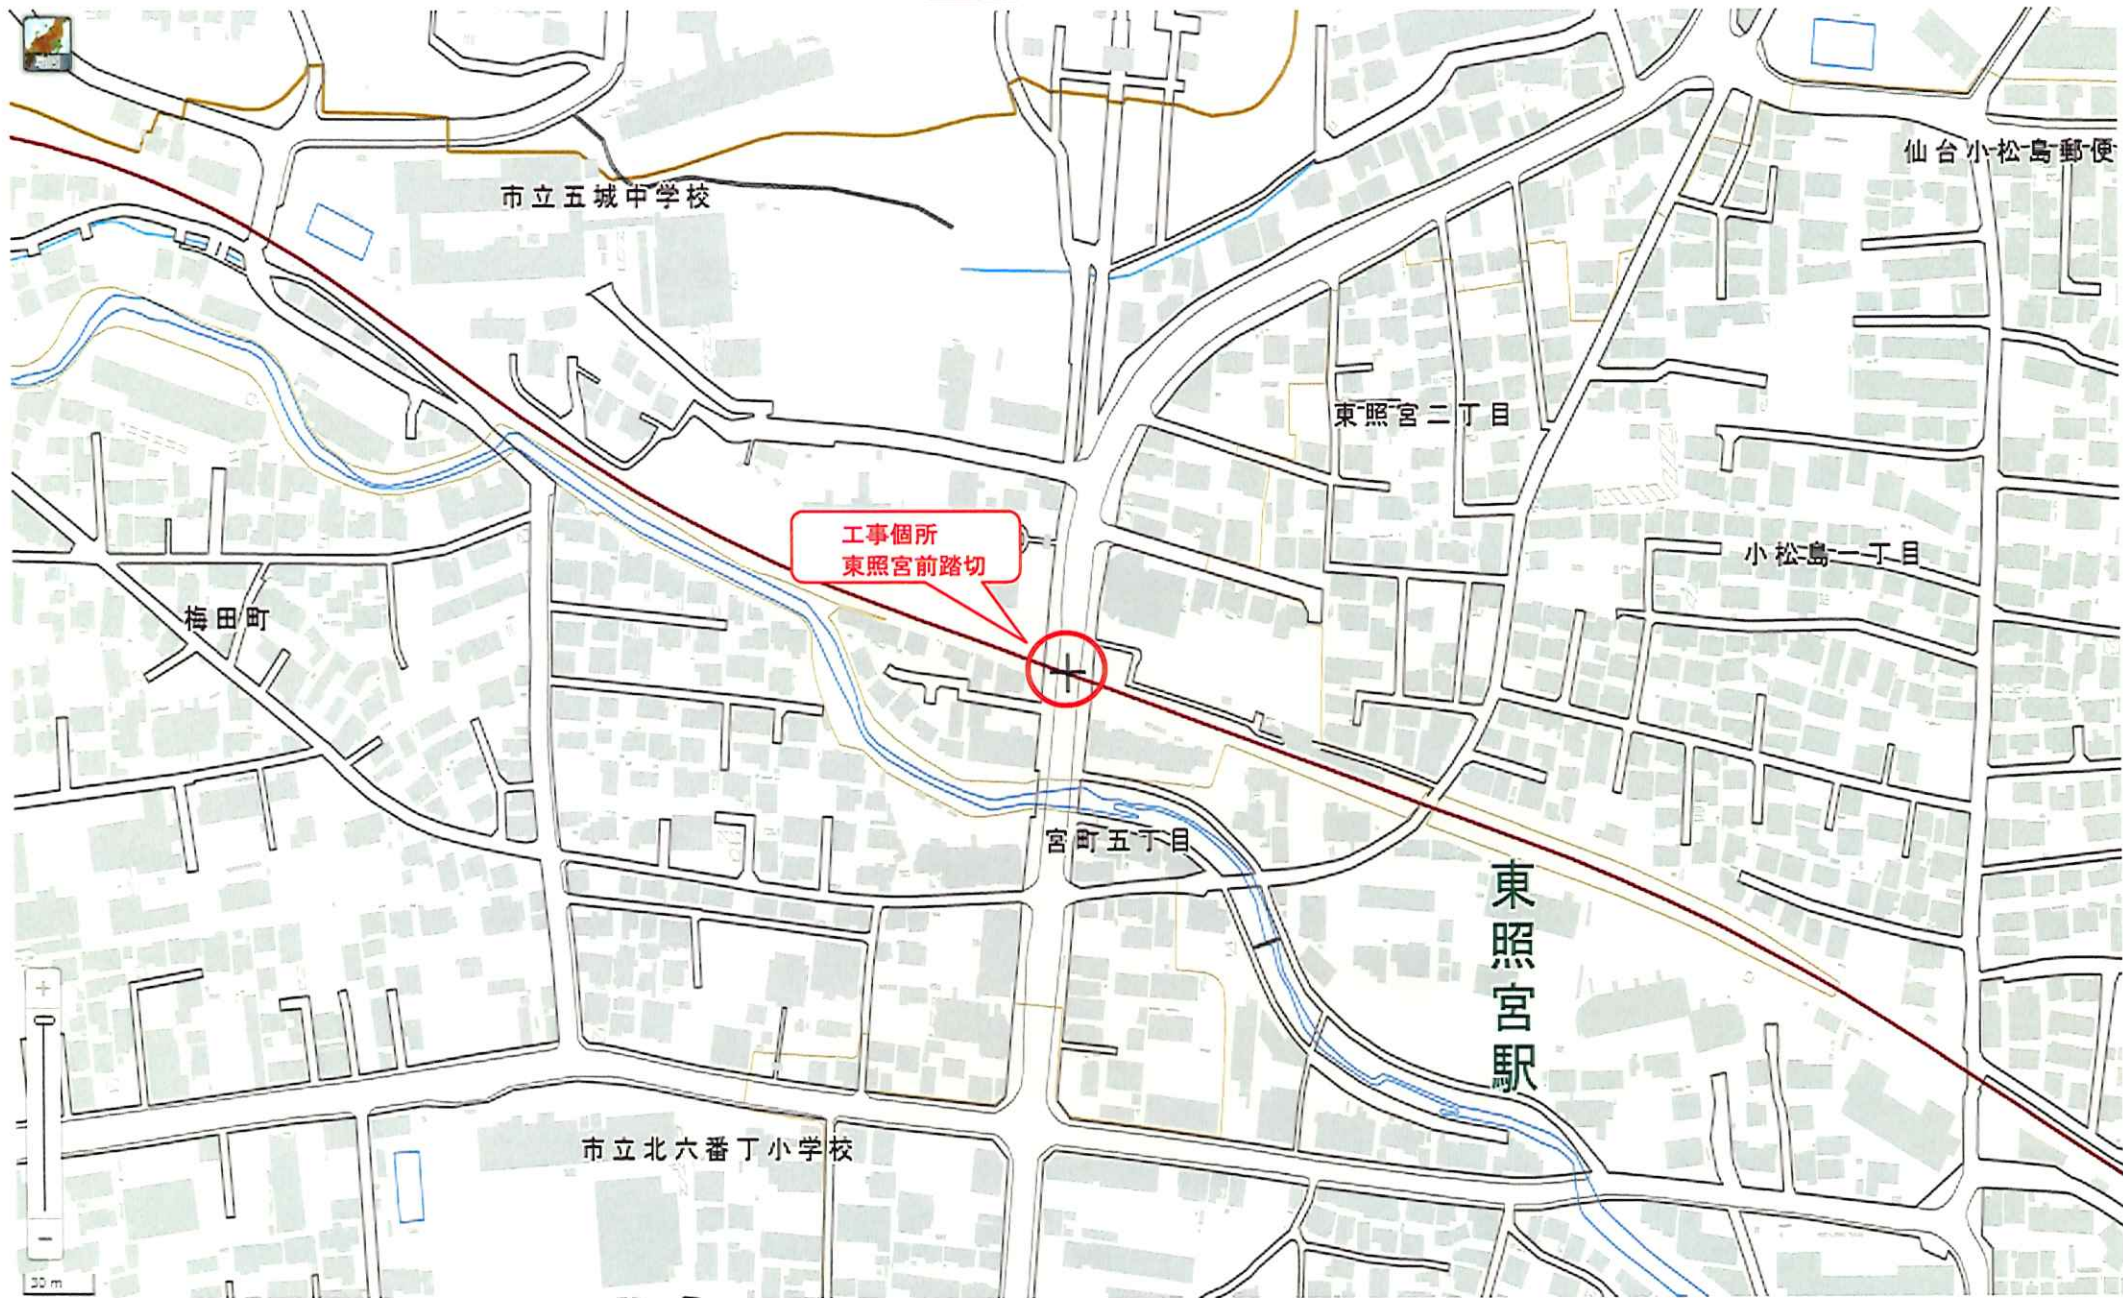 市立五城中学校
仙台小松島郵便
東照宮二丁目
工事個所
東照宮前踏切
小松島一丁目
梅田町
宮町五丁目
東照宮駅
市立北六番丁小学校
30 m